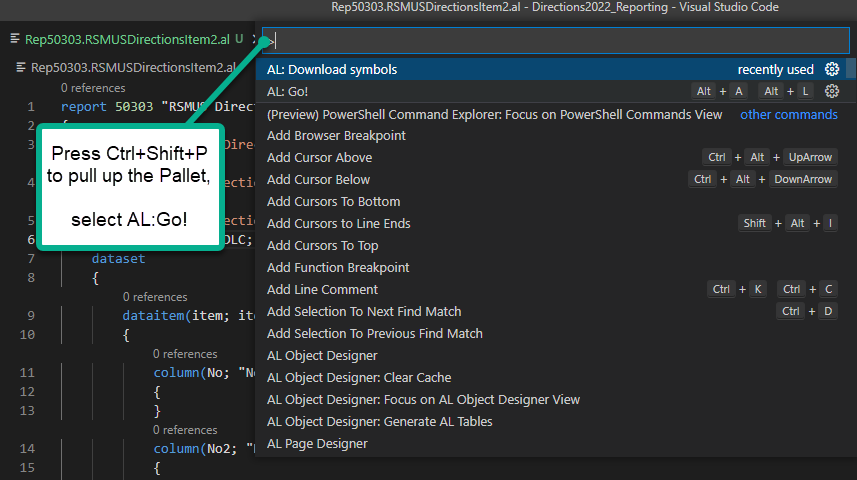 Rep50303.RSMUSDirectionsItem2.al - Directions2022_Reporting - Visual Studio Code
Rep50303.RSMUSDirectionsItem2.al U
>
Rep50303.RSMUSDirectionsItem2.al
AL: Download symbols recently used
AL: Go! Alt + A Alt + L
(Preview) PowerShell Command Explorer: Focus on PowerShell Commands View other commands
Add Browser Breakpoint
Add Cursor Above Ctrl + Alt + UpArrow
Add Cursor Below Ctrl + Alt + DownArrow
Add Cursors To Bottom
Add Cursors to Line Ends Shift + Alt + I
Add Cursors To Top
Add Function Breakpoint
Add Line Comment Ctrl + K Ctrl + C
Add Selection To Next Find Match Ctrl + D
Add Selection To Previous Find Match
AL Object Designer
AL Object Designer: Clear Cache
AL Object Designer: Focus on AL Object Designer View
AL Object Designer: Generate AL Tables
AL Page Designer
Press Ctrl+Shift+P
to pull up the Pallet,
select AL:Go!
0 references
1 report 50303 "RSMUS Direc
2 {
3
4
5
6 DLC;
7 dataset
8 {
0 references
9 dataitem(item; ite
10 {
0 references
11 column(No; "No
12 {
13 }
0 references
14 column(No2; "
15 {